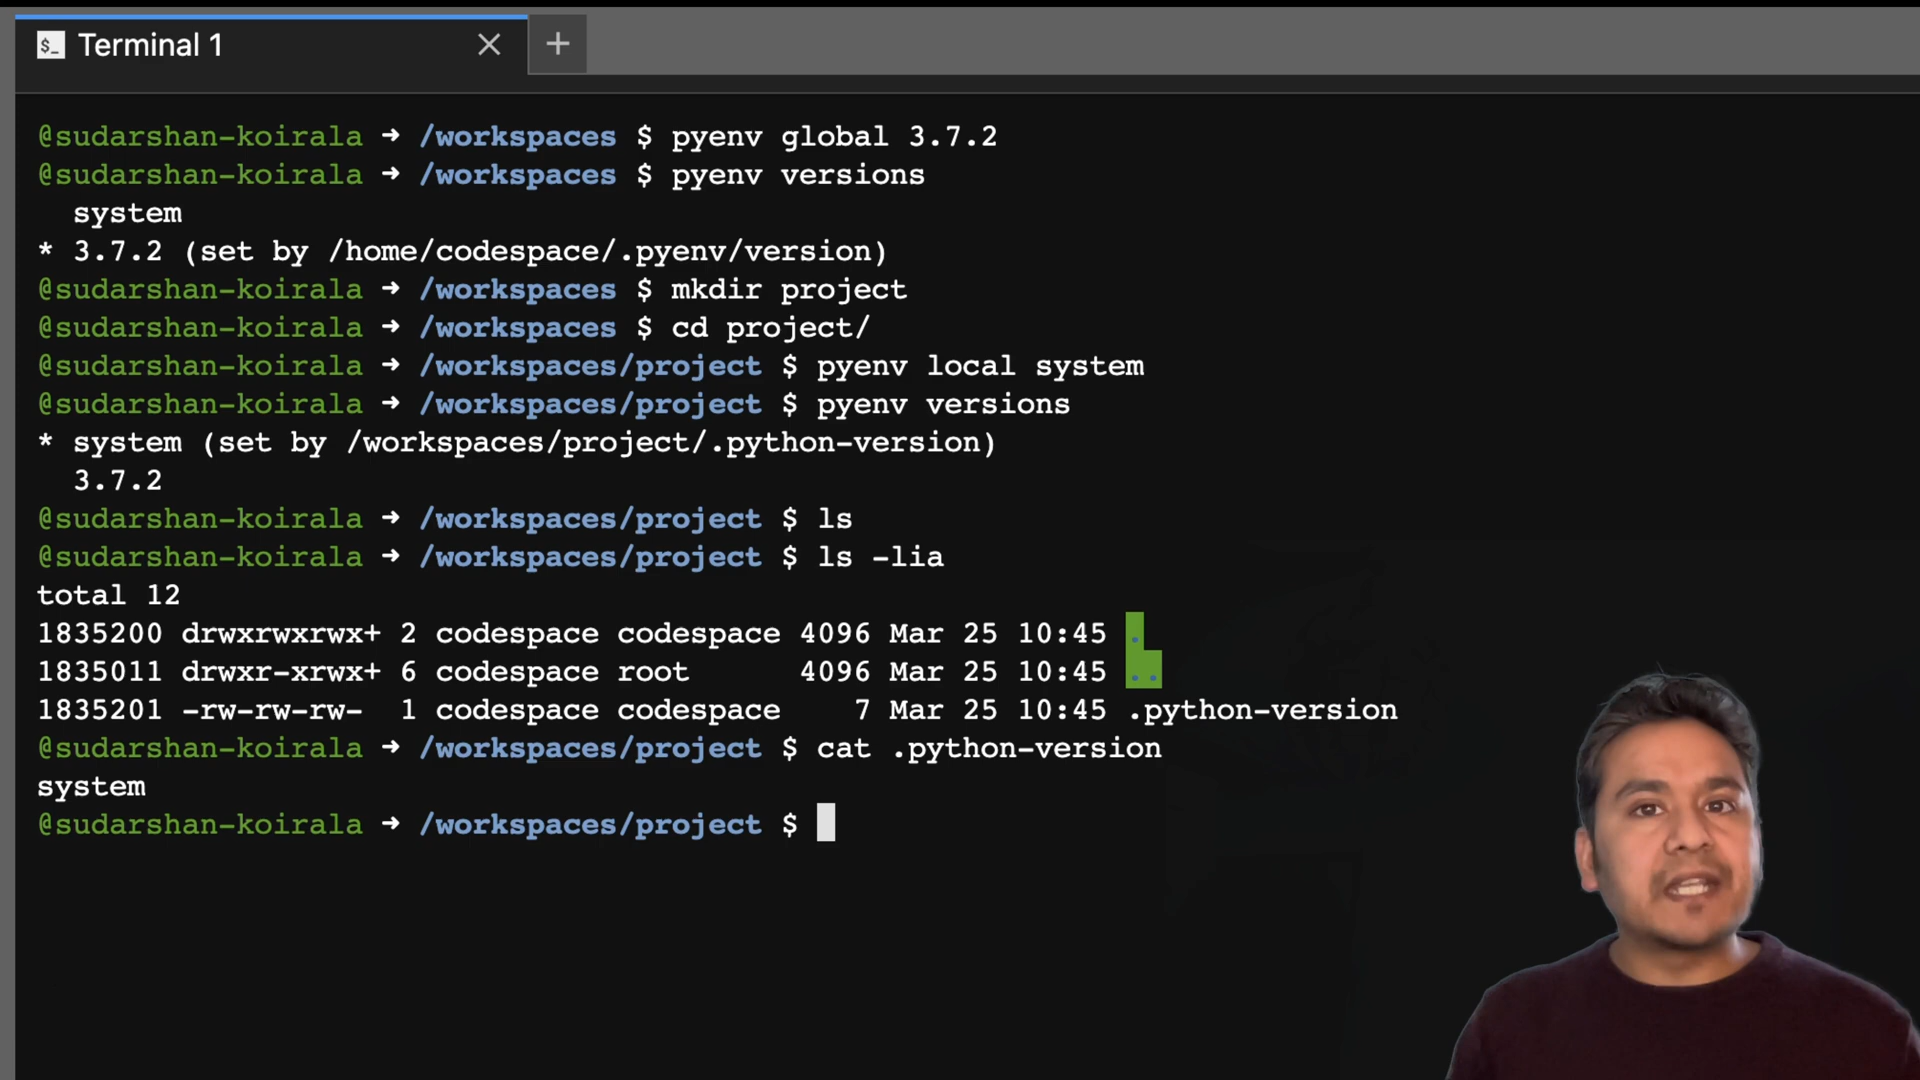 $_ Terminal 1
@sudarshan-koirala ➜ /workspaces $ pyenv global 3.7.2
@sudarshan-koirala ➜ /workspaces $ pyenv versions
  system
* 3.7.2 (set by /home/codespace/.pyenv/version)
@sudarshan-koirala ➜ /workspaces $ mkdir project
@sudarshan-koirala ➜ /workspaces $ cd project/
@sudarshan-koirala ➜ /workspaces/project $ pyenv local system
@sudarshan-koirala ➜ /workspaces/project $ pyenv versions
* system (set by /workspaces/project/.python-version)
  3.7.2
@sudarshan-koirala ➜ /workspaces/project $ ls
@sudarshan-koirala ➜ /workspaces/project $ ls -lia
total 12
1835200 drwxrwxrwx+ 2 codespace codespace 4096 Mar 25 10:45 .
1835011 drwxr-xrwx+ 6 codespace root      4096 Mar 25 10:45 ..
1835201 -rw-rw-rw-  1 codespace codespace    7 Mar 25 10:45 .python-version
@sudarshan-koirala ➜ /workspaces/project $ cat .python-version
system
@sudarshan-koirala ➜ /workspaces/project $